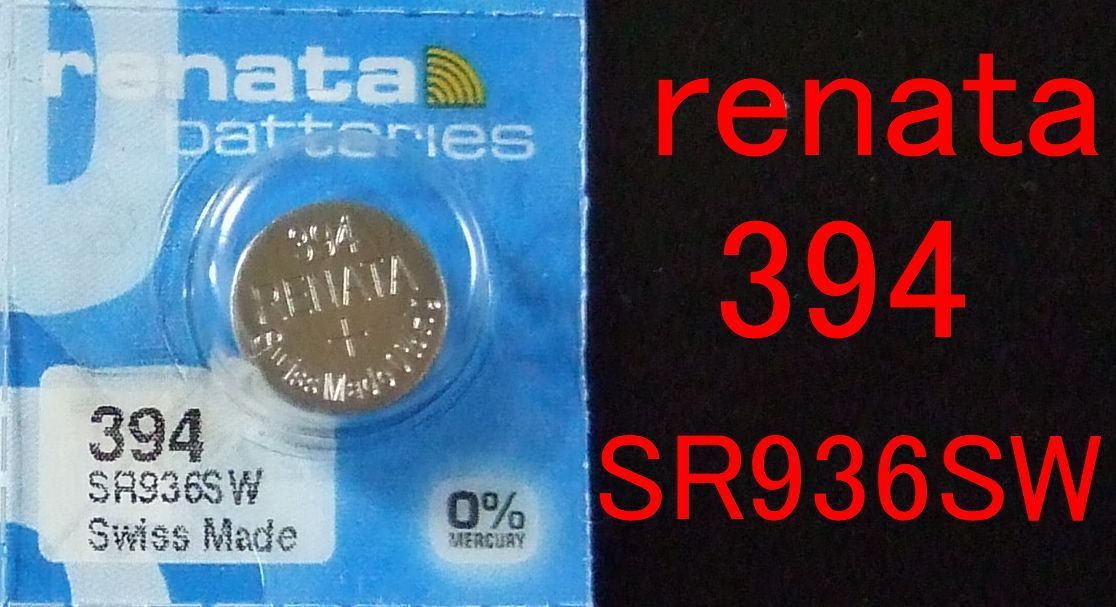 renata
batteries
394
RENATA
+
Swiss Made
394
SR936SW
Swiss Made
0%
MERCURY
renata
394
SR936SW